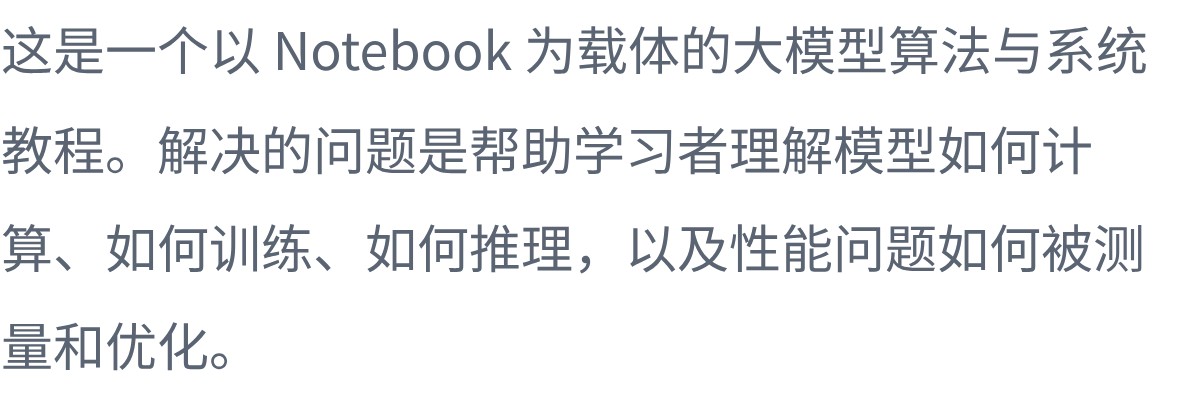 这是一个以 Notebook 为载体的大模型算法与系统
教程。解决的问题是帮助学习者理解模型如何计
算、如何训练、如何推理，以及性能问题如何被测
量和优化。